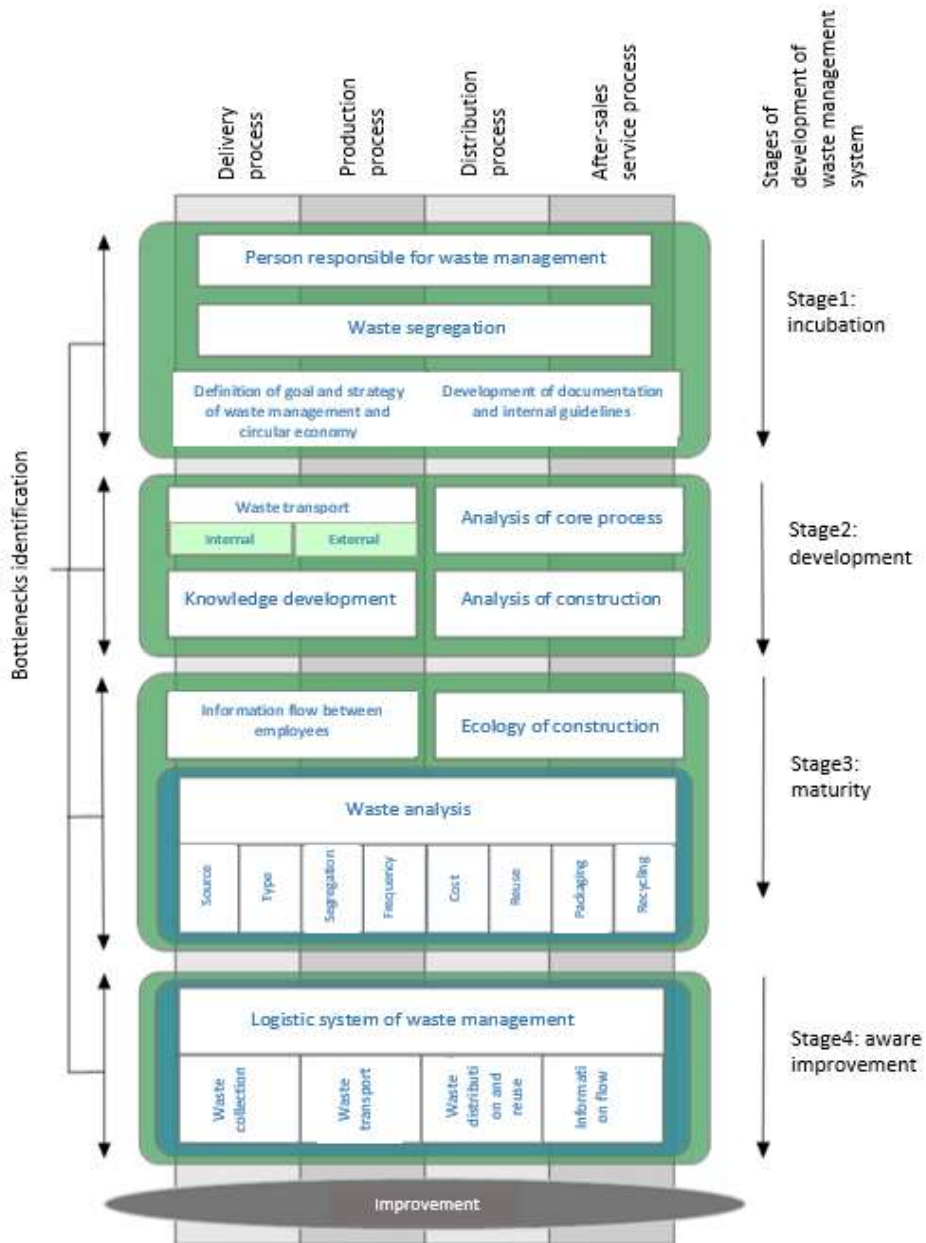 Delivery
process
Production
process
Distribution
process
After-sales
service process
Stages of
development of
waste management
system
Bottlenecks identification
Person responsible for waste management
Waste segregation
Definition of goal and strategy
of waste management and
circular economy
Development of documentation
and internal guidelines
Stage1:
incubation
Waste transport
Internal
External
Analysis of core process
Knowledge development
Analysis of construction
Stage2:
development
Information flow between
employees
Ecology of construction
Waste analysis
Source
Type
Segregation
Frequency
Cost
Reuse
Packaging
Recycling
Stage3:
maturity
Logistic system of waste management
Waste
collection
Waste
transport
Waste
distributi
on and
reuse
Informati
on flow
Stage4: aware
improvement
Improvement